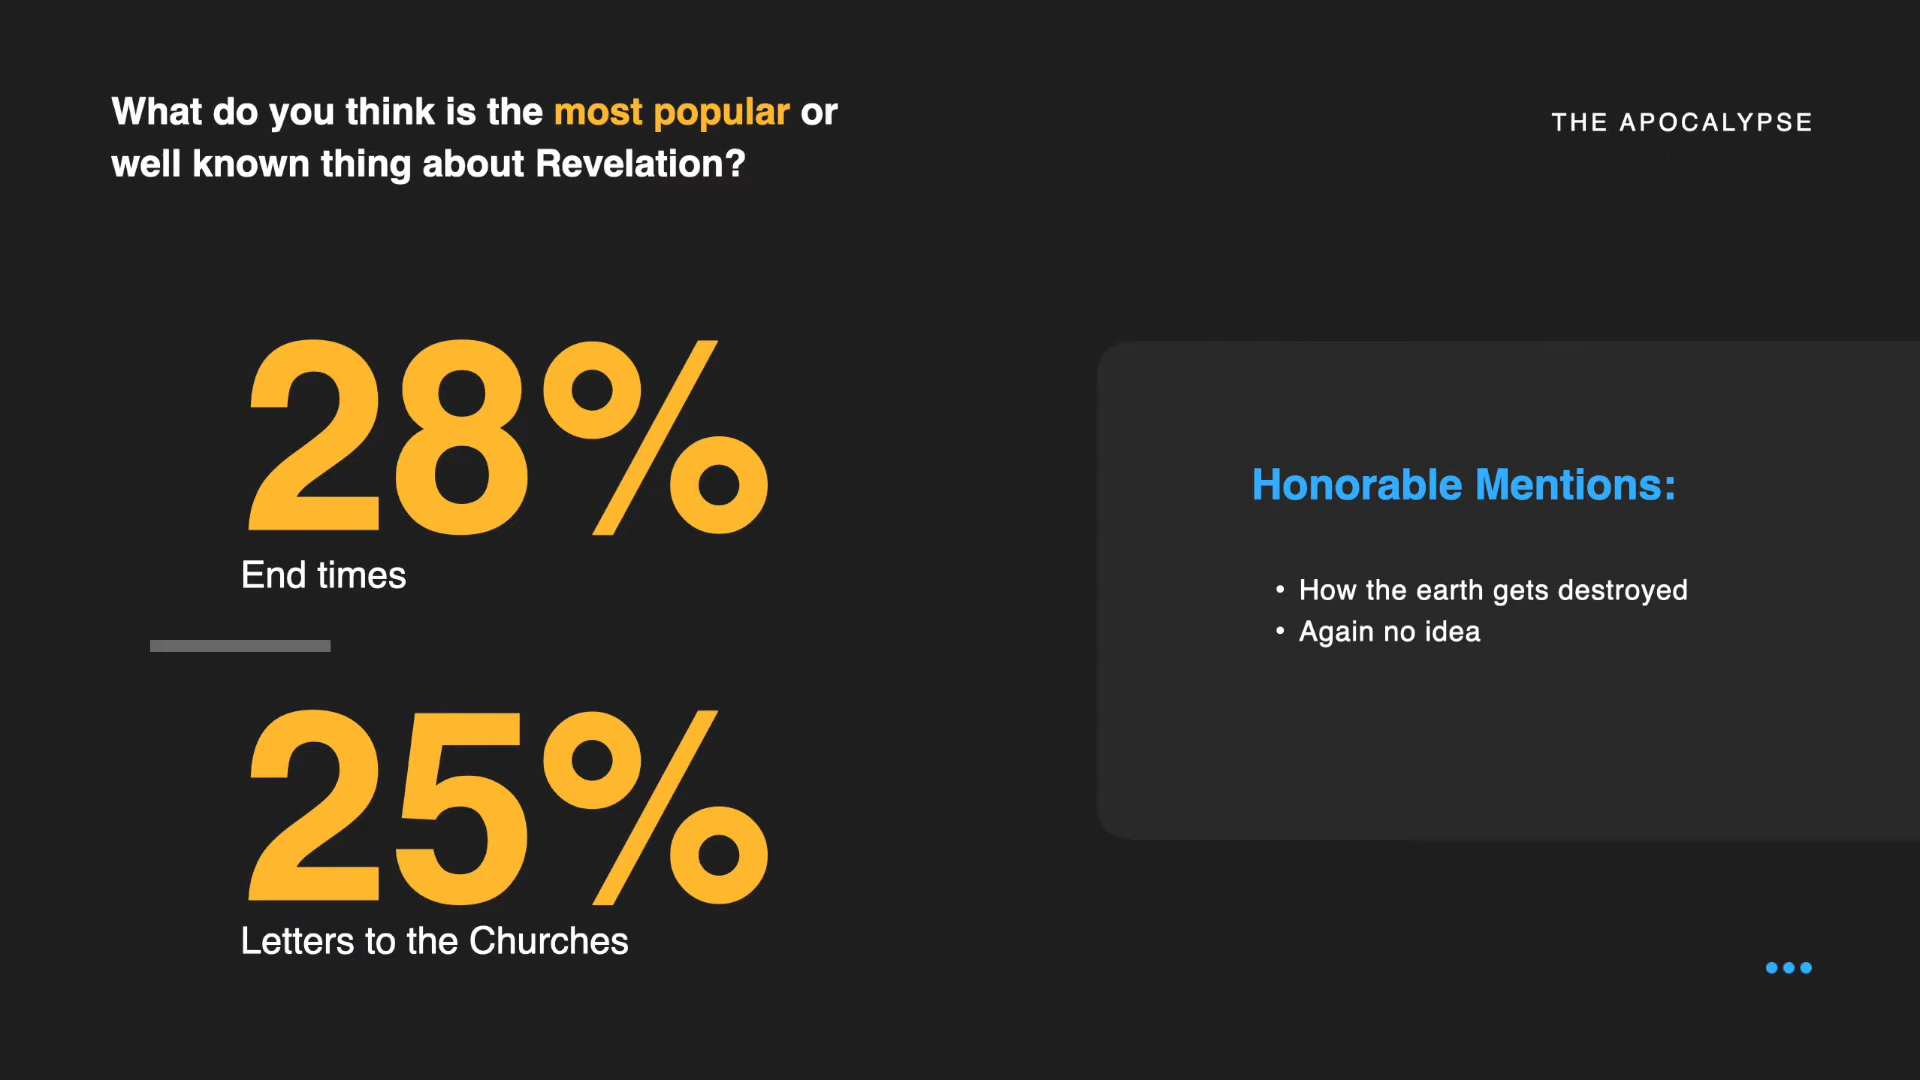 What do you think is the most popular or
well known thing about Revelation?
THE APOCALYPSE
28%
End times
25%
Letters to the Churches
Honorable Mentions:
• How the earth gets destroyed
• Again no idea